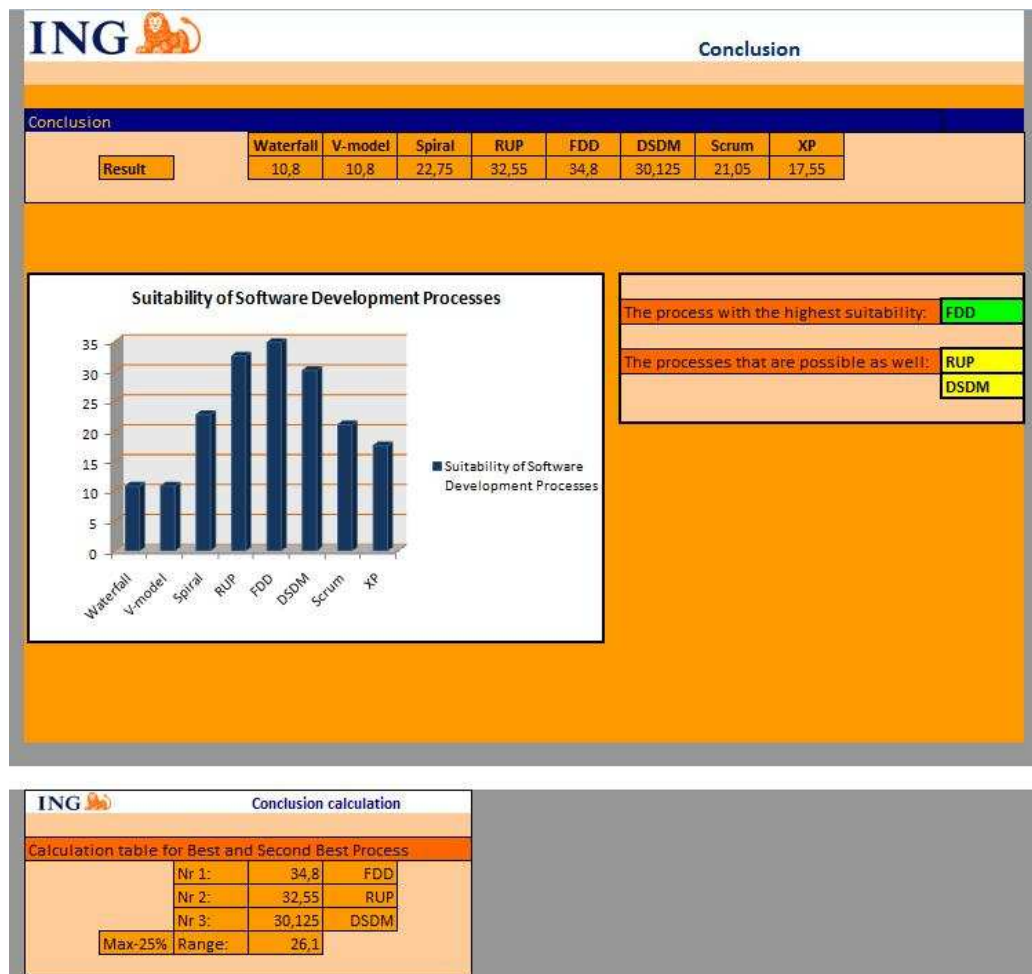 ING
Conclusion
Conclusion
Waterfall V-model Spiral RUP FDD DSDM Scrum XP
Result 10,8 10,8 22,75 32,55 34,8 30,125 21,05 17,55
Suitability of Software Development Processes
35
30
25
20
15
10
5
0
Waterfall V-model Spiral RUP FDD DSDM Scrum XP
Suitability of Software
Development Processes
The process with the highest suitability: FDD
The processes that are possible as well: RUP
DSDM
ING Conclusion calculation
Calculation table for Best and Second Best Process
Nr 1: 34,8 FDD
Nr 2: 32,55 RUP
Nr 3: 30,125 DSDM
Max-25% Range: 26,1